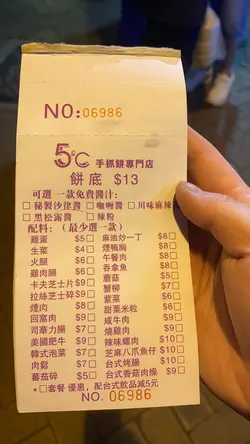 NO: 06986
5℃ 手抓餅專門店
餅底 $13
可選 一款免費醬汁:
□ 秘製沙律醬 □ 咖喱醬 □ 川味麻辣
□ 黑松露醬 □ 辣粉
配料: (最少選一款)
雞蛋 $5□ 麻油炒一丁 $8□
生菜 $4□ 煙鴨胸 $8□
火腿 $6□ 午餐肉 $8□
雞肉腸 $6□ 吞拿魚 $8□
卡夫芝士片 $6□ 蘑菇 $5□
拉絲芝士碎 $9□ 蟹柳 $7□
煙肉 $8□ 紫菜 $6□
回窩肉 $9□ 甜粟米粒 $6□
司華力腸 $7□ 咸牛肉 $9□
美國肥牛 $9□ 燒雞肉 $9□
韓式泡菜 $7□ 辣味螺肉 $10□
肉鬆 $7□ 芝麻八爪魚仔 $10□
蕃茄碎 $5□ 台式烤腸 $10□
台式香菇肉燥 $9□
*□套餐 優惠, 配台式飲品減5元
NO. 06986